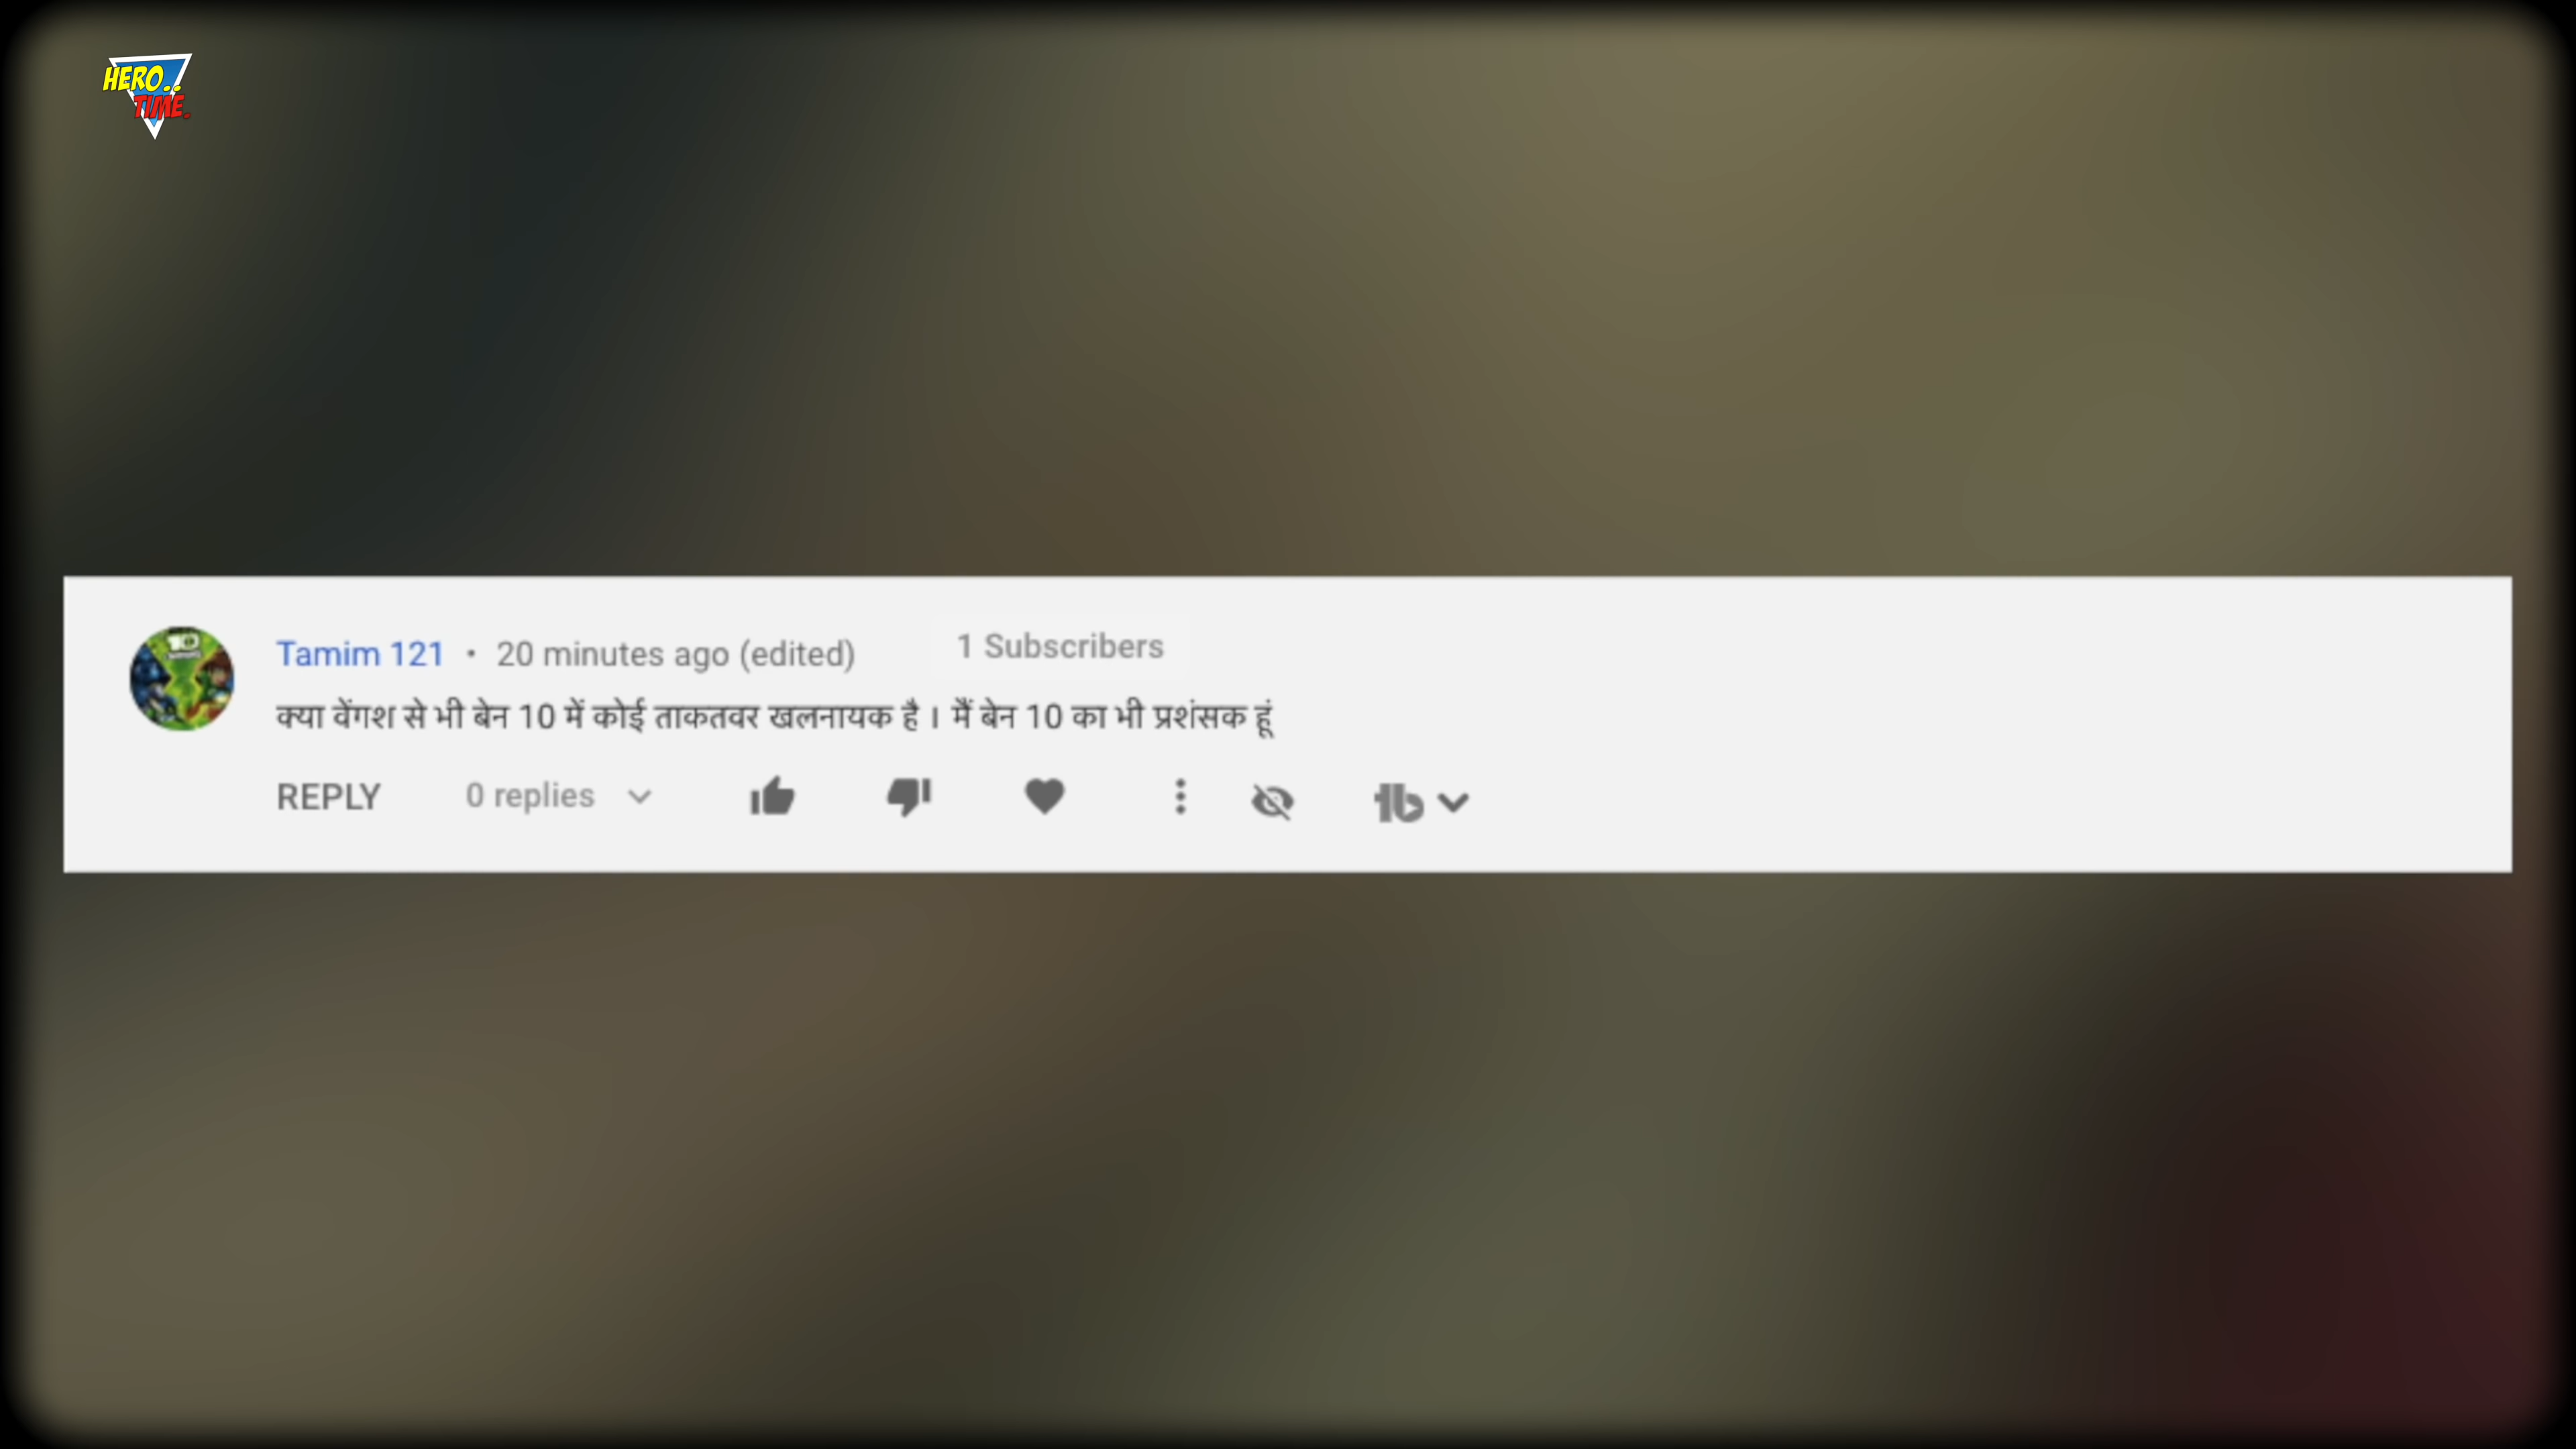 HERO..
TIME.
Tamim 121 • 20 minutes ago (edited) 1 Subscribers
क्या वेंगश से भी बेन 10 में कोई ताकतवर खलनायक है । मैं बेन 10 का भी प्रशंसक हूं
REPLY 0 replies